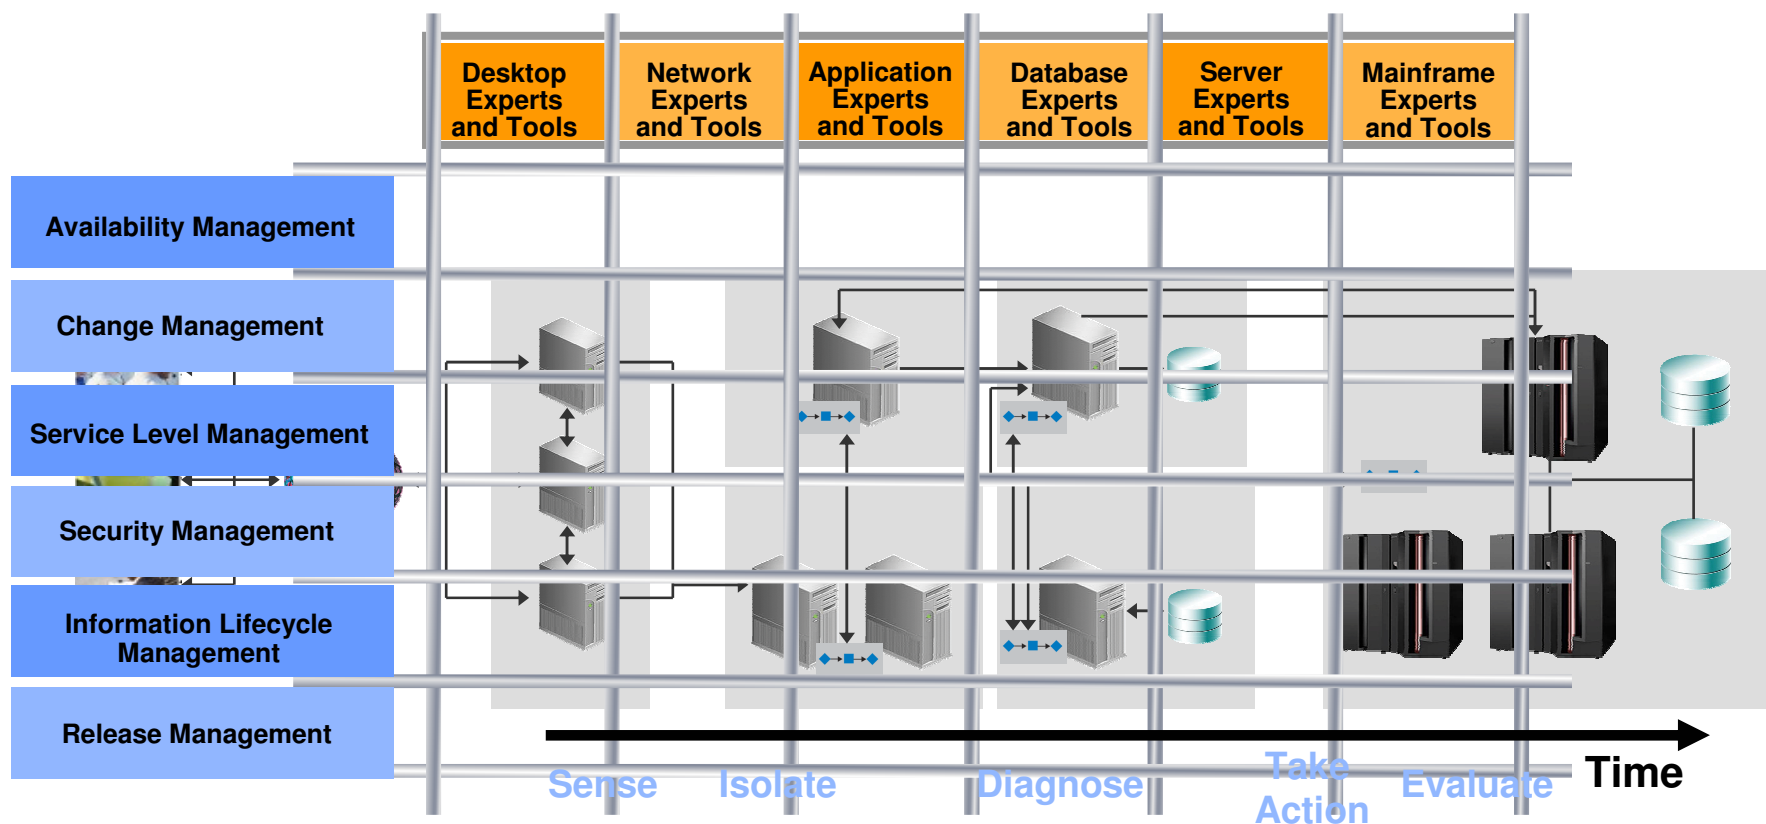 Desktop
Experts
and Tools
Network
Experts
and Tools
Application
Experts
and Tools
Database
Experts
and Tools
Server
Experts
and Tools
Mainframe
Experts
and Tools
Availability Management
Change Management
Service Level Management
Security Management
Information Lifecycle
Management
Release Management
Sense
Isolate
Diagnose
Take
Action
Evaluate
Time